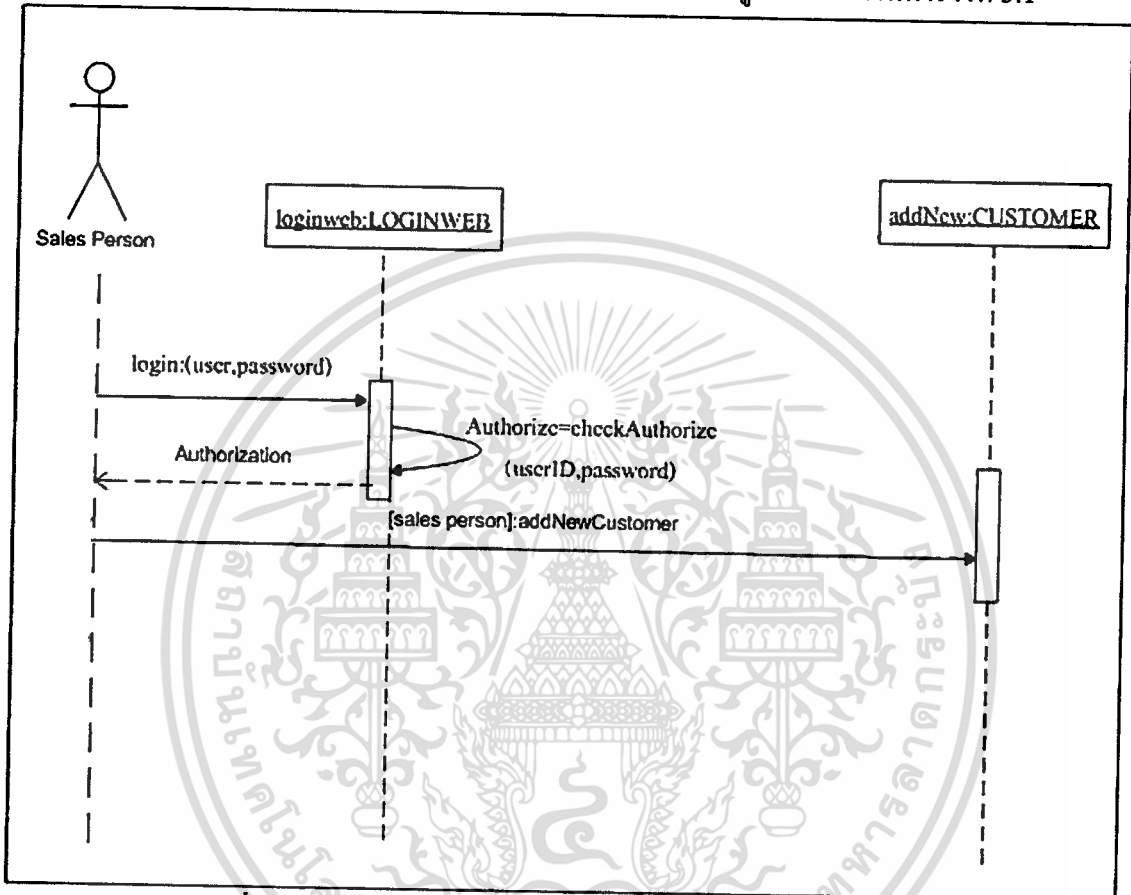 Sales Person
loginweb:LOGINWEB
addNew:CUSTOMER
login:(user,password)
Authorize=checkAuthorize
(userID,password)
Authorization
[sales person]:addNewCustomer